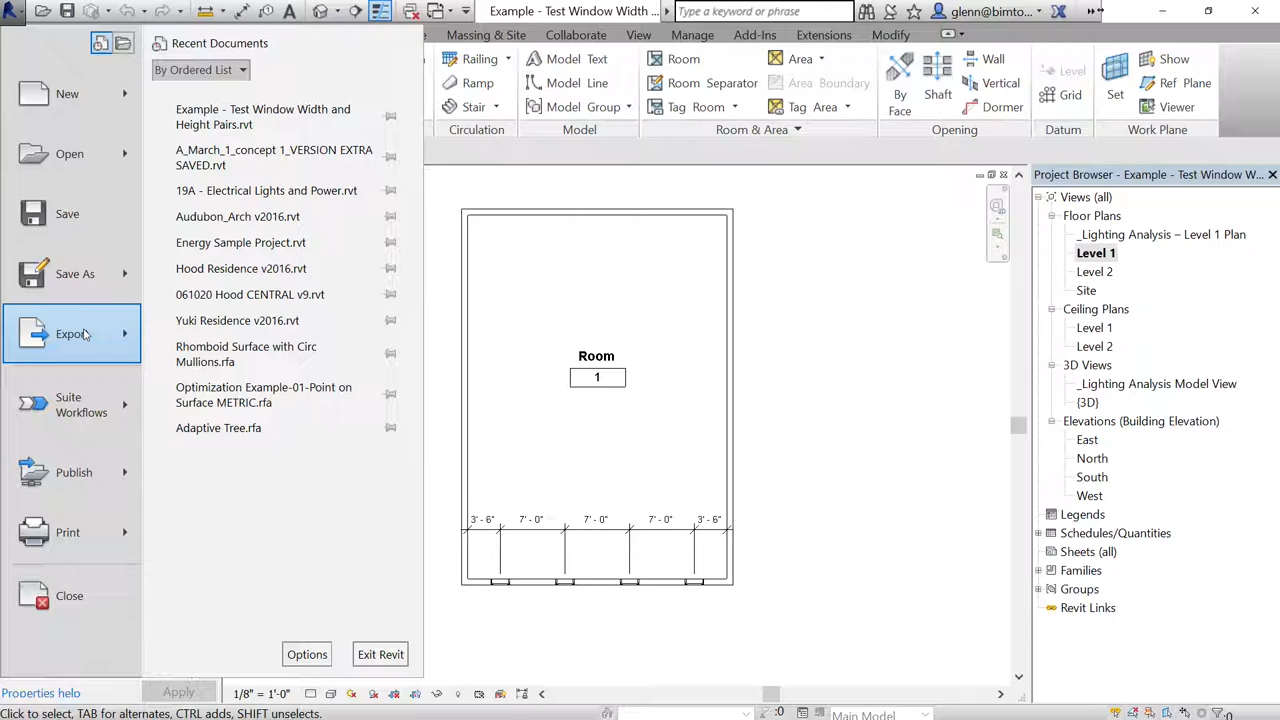 Example - Test Window Width ...
Type a keyword or phrase
glenn@bimto...
Massing & Site
Collaborate
View
Manage
Add-Ins
Extensions
Modify
Recent Documents
By Ordered List
New
Open
Save
Save As
Export
Suite
Workflows
Publish
Print
Close
Example - Test Window Width and
Height Pairs.rvt
A_March_1_concept 1_VERSION EXTRA
SAVED.rvt
19A - Electrical Lights and Power.rvt
Audubon_Arch v2016.rvt
Energy Sample Project.rvt
Hood Residence v2016.rvt
061020 Hood CENTRAL v9.rvt
Yuki Residence v2016.rvt
Rhomboid Surface with Circ
Mullions.rfa
Optimization Example-01-Point on
Surface METRIC.rfa
Adaptive Tree.rfa
Options
Exit Revit
Railing
Ramp
Stair
Circulation
Model Text
Model Line
Model Group
Model
Room
Room Separator
Tag Room
Area
Area Boundary
Tag Area
Room & Area
By
Face
Shaft
Wall
Vertical
Dormer
Opening
Level
Grid
Datum
Set
Show
Ref Plane
Viewer
Work Plane
Room
1
3' - 6"
7' - 0"
7' - 0"
7' - 0"
3' - 6"
Project Browser - Example - Test Window W...
Views (all)
Floor Plans
_Lighting Analysis – Level 1 Plan
Level 1
Level 2
Site
Ceiling Plans
Level 1
Level 2
3D Views
_Lighting Analysis Model View
{3D}
Elevations (Building Elevation)
East
North
South
West
Legends
Schedules/Quantities
Sheets (all)
Families
Groups
Revit Links
Properties help
Apply
1/8" = 1'-0"
Click to select, TAB for alternates, CTRL adds, SHIFT unselects.
:0
Main Model
:0